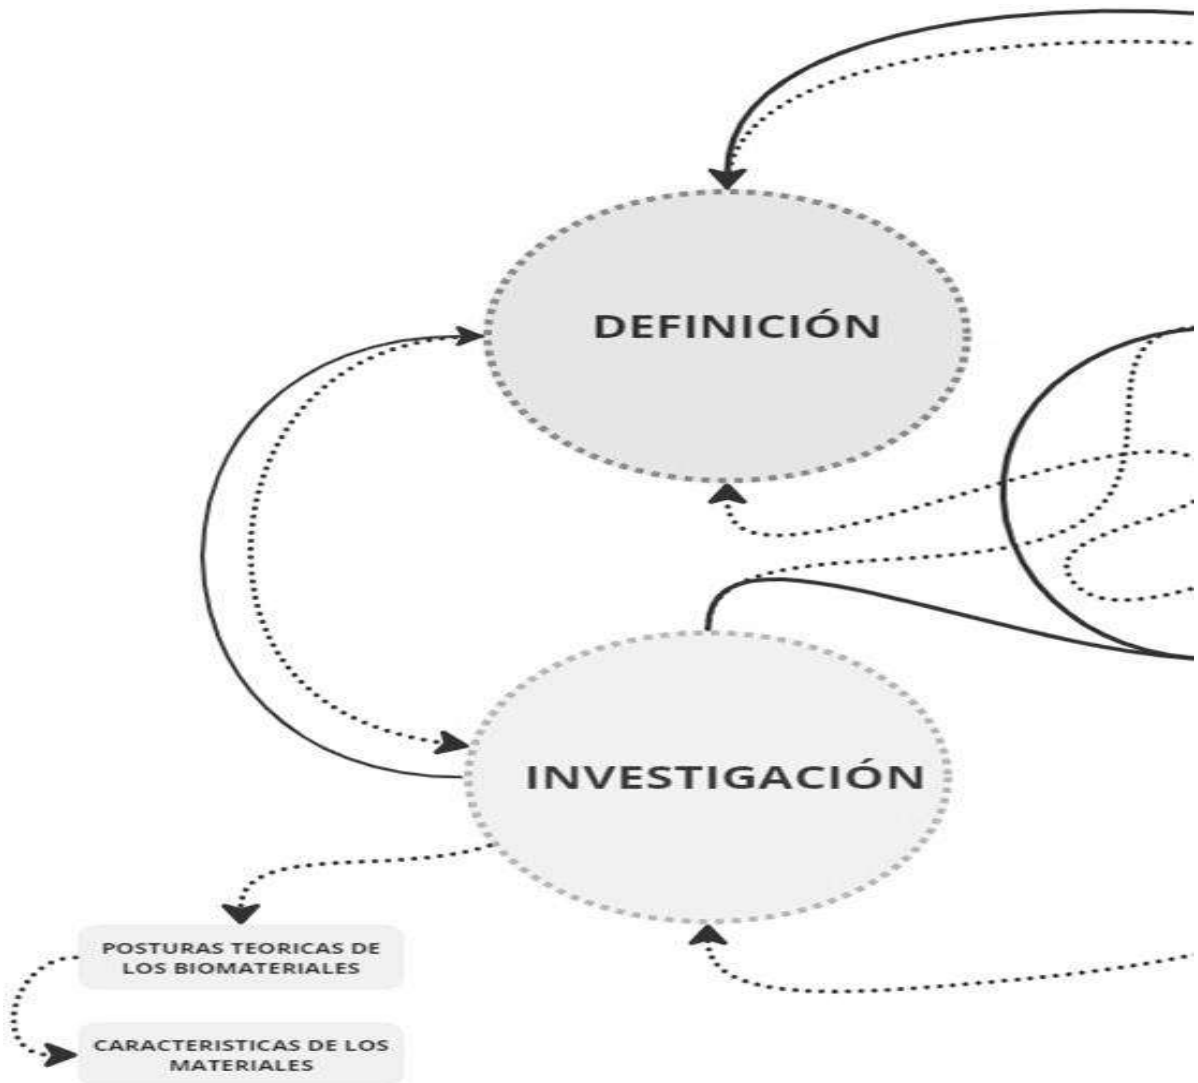 DEFINICIÓN
INVESTIGACIÓN
POSTURAS TEORICAS DE
LOS BIOMATERIALES
CARACTERISTICAS DE LOS
MATERIALES